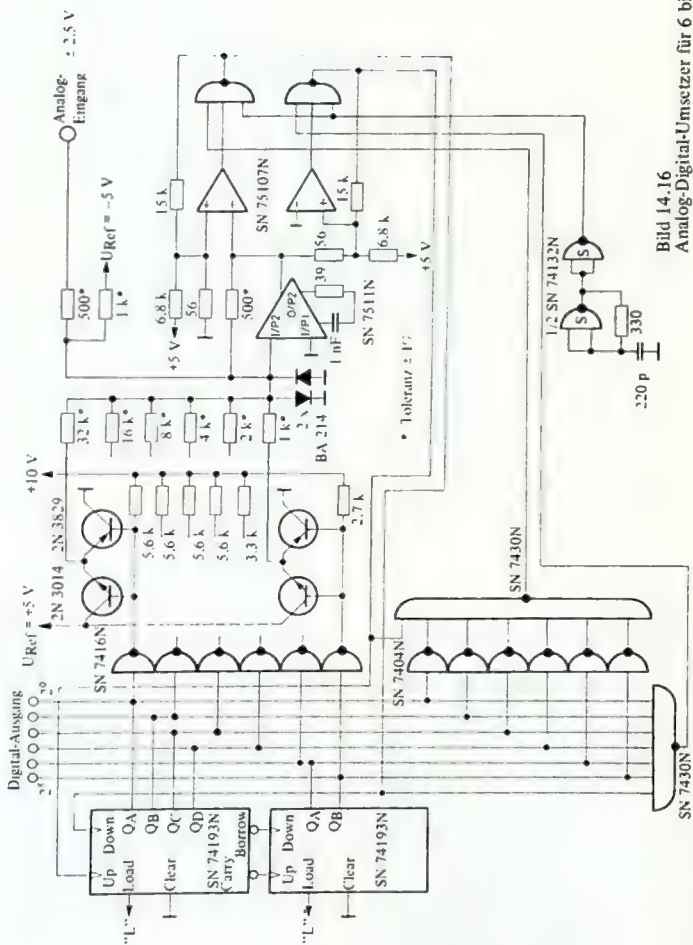 Digital-Ausgang
2⁵
2⁰
Up
Down
"L"
Load
QA
QB
Clear
QC
QD
SN 74193N
Carry
Borrow
Up
Down
"L"
Load
QA
QB
Clear
SN 74193N
URef = +5 V
2N 3014
2N 3829
+10 V
SN 7416N
5.6 k
5.6 k
5.6 k
5.6 k
3.3 k
2.7 k
32 k*
16 k*
8 k*
4 k*
2 k*
1 k*
2 x
BA 214
Analog-
Eingang
± 2.5 V
500*
1 k*
URef = -5 V
15 k
6.8 k
+5 V
56
500*
SN 75107N
I/P2
O/P2
I/P1
1 nF
39
56
SN 7511N
15 k
6.8 k
+5 V
* Toleranz ± 1%
SN 7404N
SN 7430N
SN 7430N
1/2 SN 74132N
S
S
330
220 p
Bild 14.16
Analog-Digital-Umsetzer für 6 bi